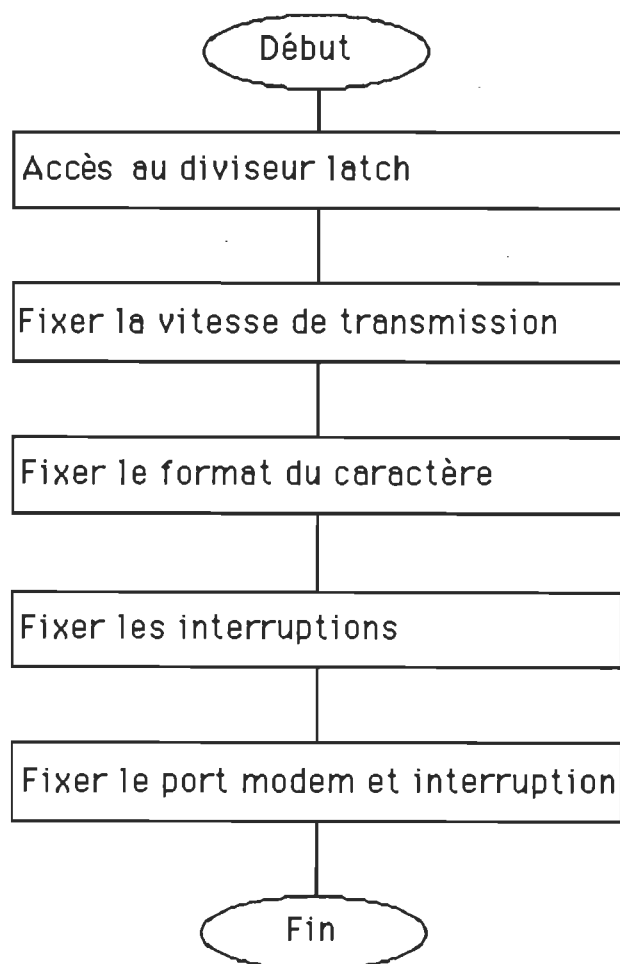 Début
Accès au diviseur latch
Fixer la vitesse de transmission
Fixer le format du caractère
Fixer les interruptions
Fixer le port modem et interruption
Fin